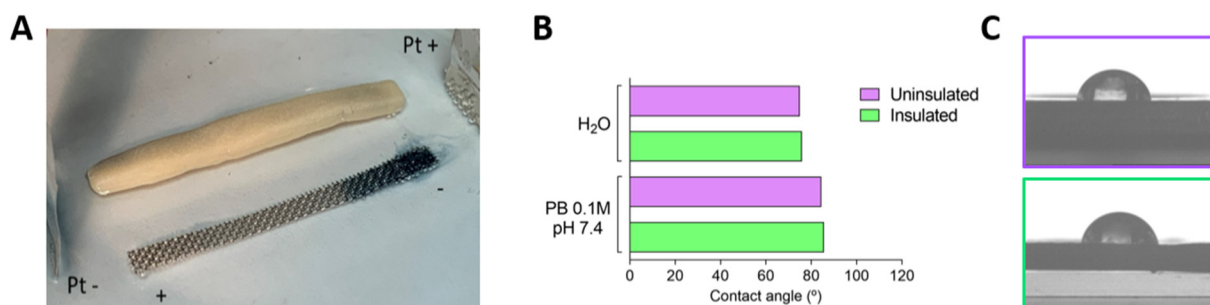 A
Pt +
-
Pt -
+
B
Uninsulated
Insulated
H₂O
PB 0.1M
pH 7.4
0 20 40 60 80 100 120
Contact angle (º)
C